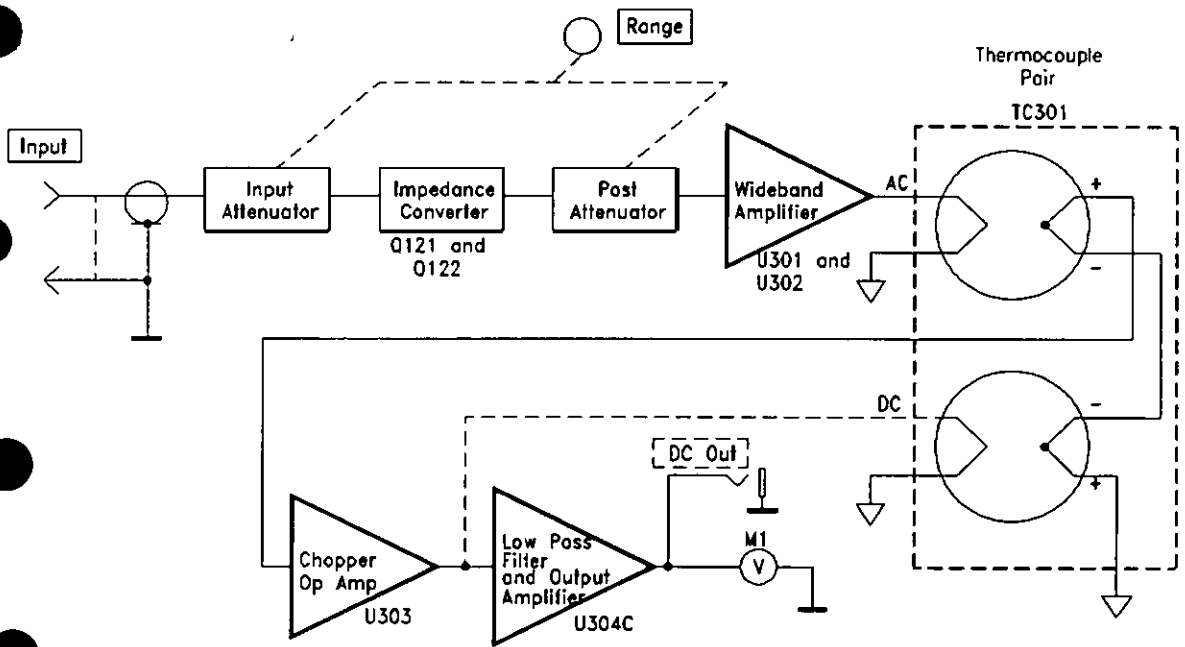 Range
Thermocouple
Pair
TC301
Input
Input
Attenuator
Impedance
Converter
Q121 and
Q122
Post
Attenuator
Wideband
Amplifier
U301 and
U302
AC
+
-
DC
-
+
DC Out
M1
V
Chopper
Op Amp
U303
Low Pass
Filter
and Output
Amplifier
U304C